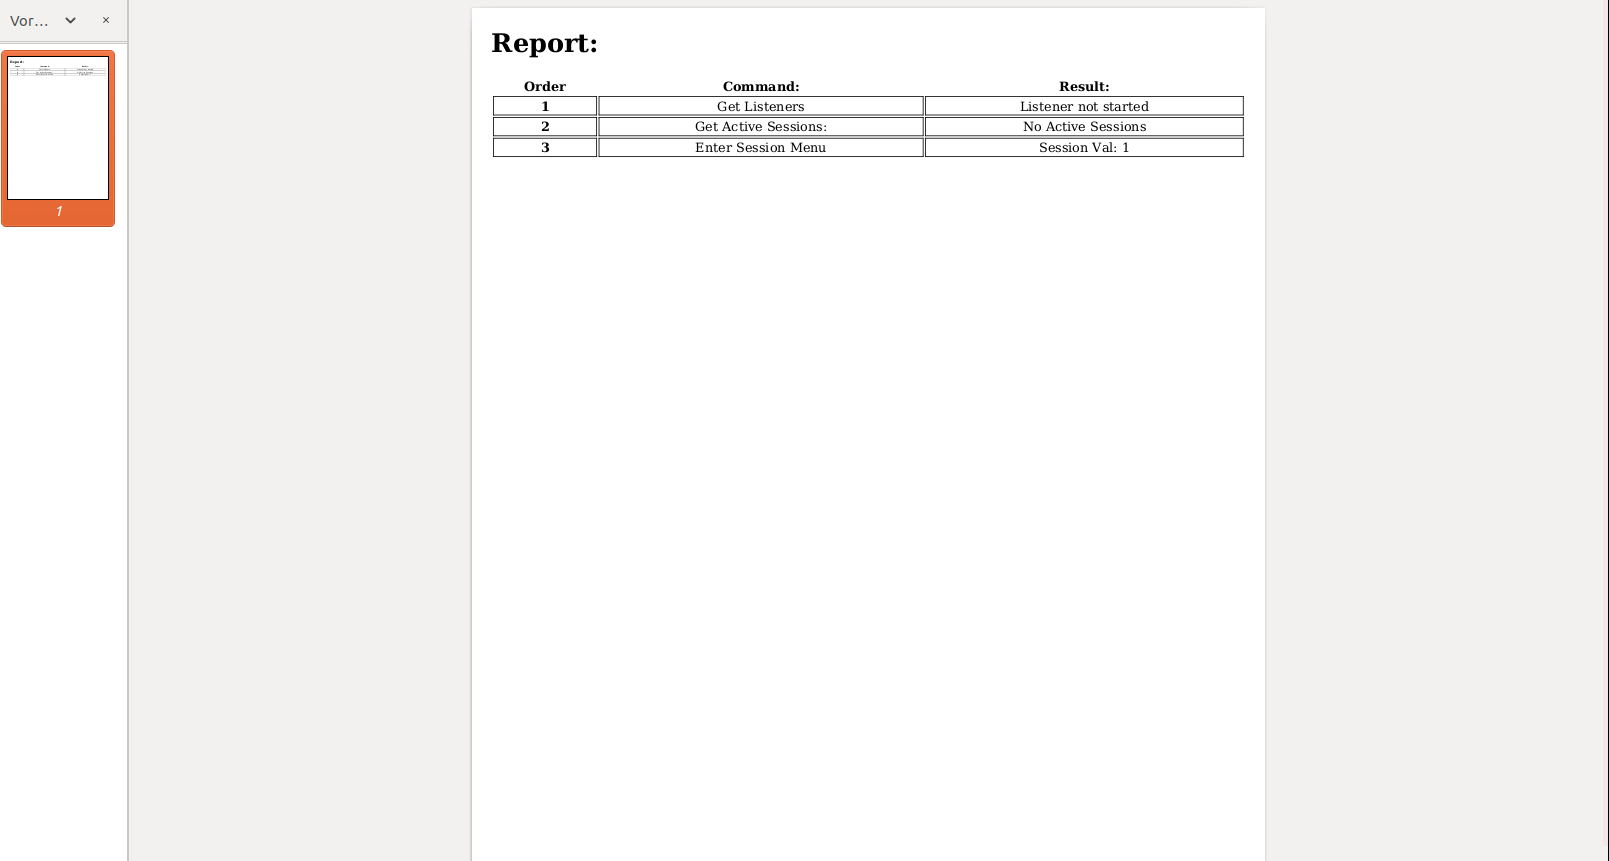 Vor... ×
Report:
Order Command: Result:
1 Get Listeners Listener not started
2 Get Active Sessions: No Active Sessions
3 Enter Session Menu Session Val: 1
1